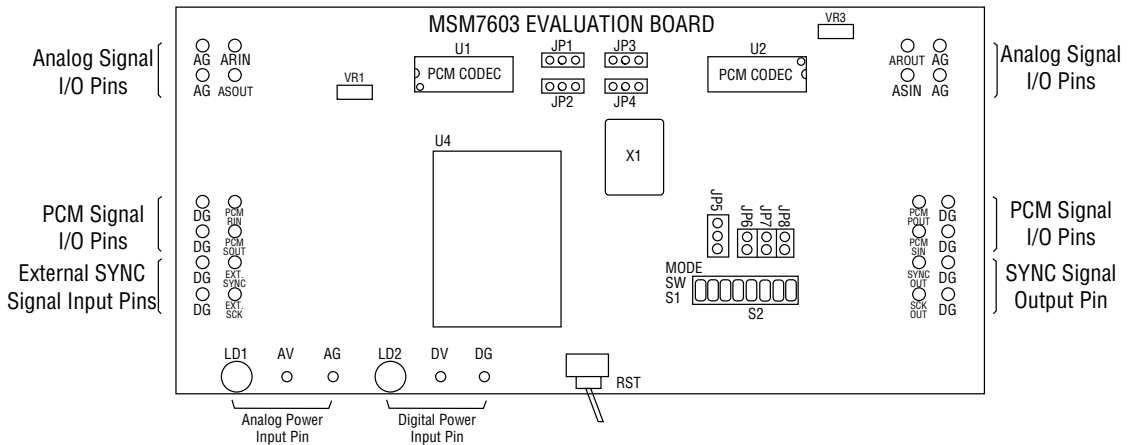 MSM7603 EVALUATION BOARD
VR3
Analog Signal
I/O Pins
AG ARIN
AG ASOUT
VR1
U1
PCM CODEC
JP1
JP2
JP3
JP4
U2
PCM CODEC
AROUT AG
ASIN AG
Analog Signal
I/O Pins
U4
X1
PCM Signal
I/O Pins
DG PCM RIN
DG PCM SOUT
External SYNC
Signal Input Pins
DG EXT. SYNC
DG EXT. SCK
JP5
JP6
JP7
JP8
MODE
SW
S1
S2
PCM POUT DG
PCM SIN DG
PCM Signal
I/O Pins
SYNC OUT DG
SCK OUT DG
SYNC Signal
Output Pin
LD1 AV AG LD2 DV DG
RST
Analog Power
Input Pin
Digital Power
Input Pin